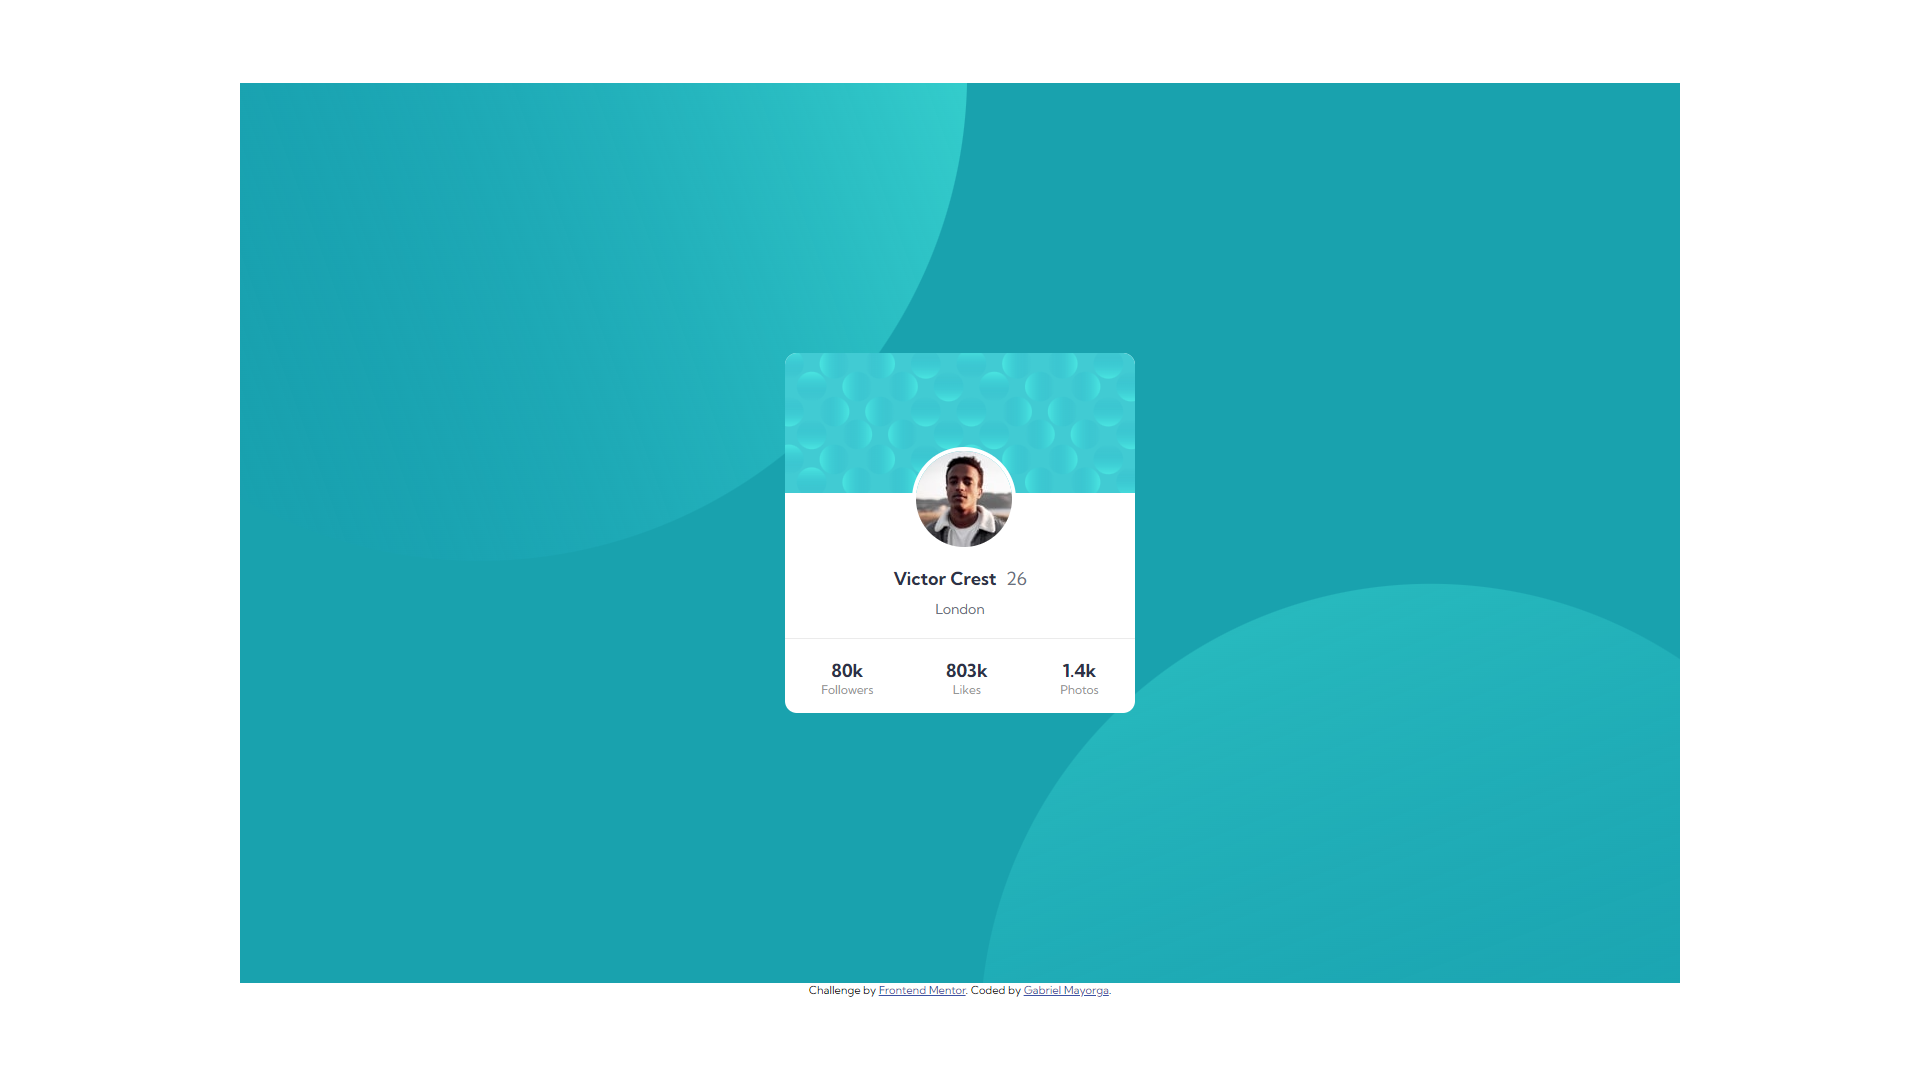 Victor Crest 26
London
80k 803k 1.4k
Followers Likes Photos
Challenge by Frontend Mentor. Coded by Gabriel Mayorga.